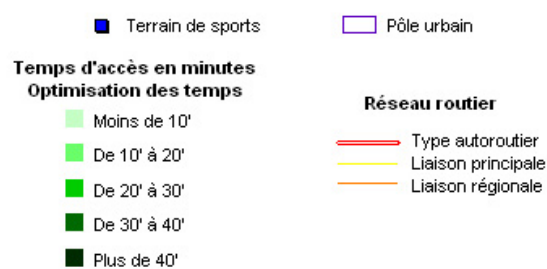 Terrain de sports
Pôle urbain
Temps d'accès en minutes
Optimisation des temps
Moins de 10'
De 10' à 20'
De 20' à 30'
De 30' à 40'
Plus de 40'
Réseau routier
Type autoroutier
Liaison principale
Liaison régionale